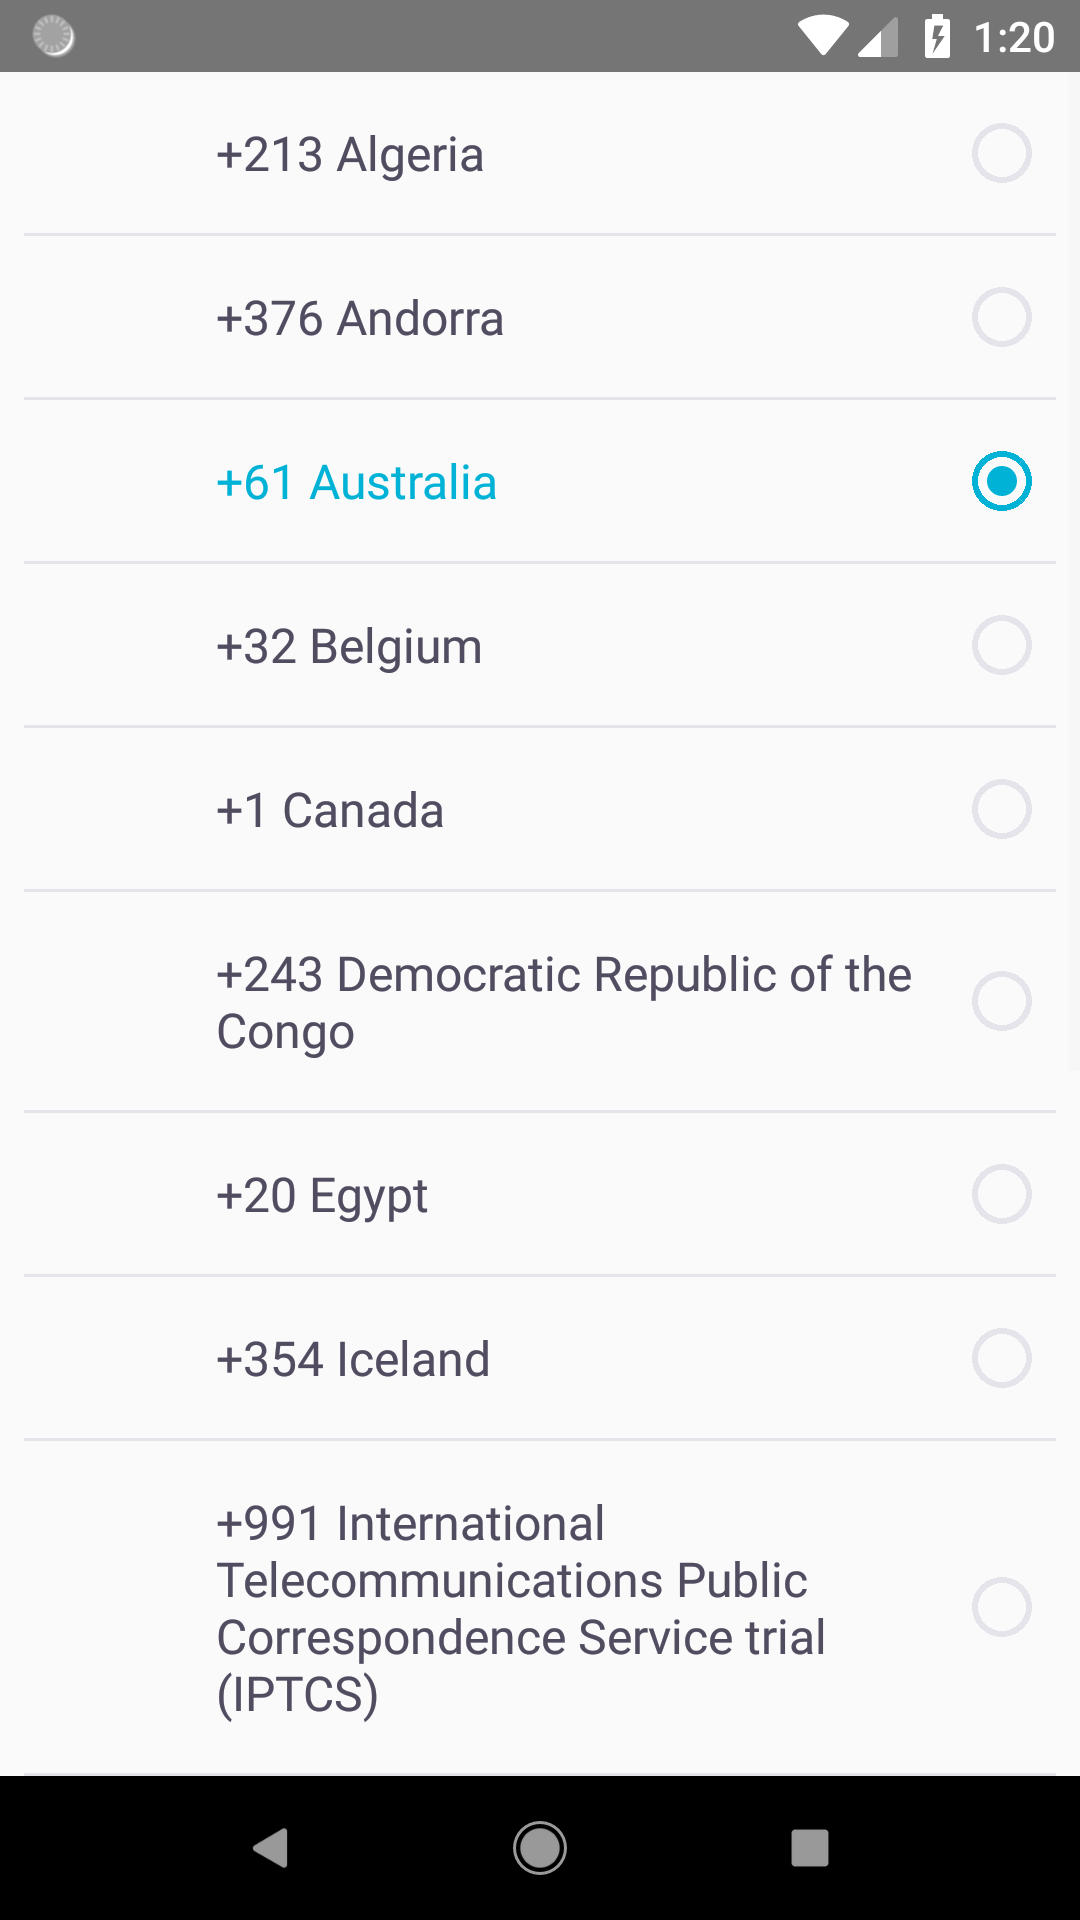 1:20
+213 Algeria
+376 Andorra
+61 Australia
+32 Belgium
+1 Canada
+243 Democratic Republic of the
Congo
+20 Egypt
+354 Iceland
+991 International
Telecommunications Public
Correspondence Service trial
(IPTCS)